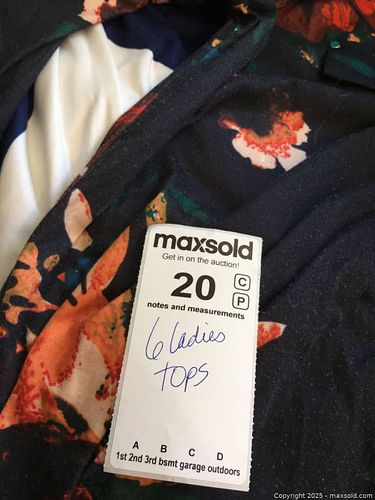 maxsold
Get in on the auction!
20 C
P
notes and measurements
6 ladies
tops
A B C D
1st 2nd 3rd bsmt garage outdoors
Copyright 2025 - maxsold.com